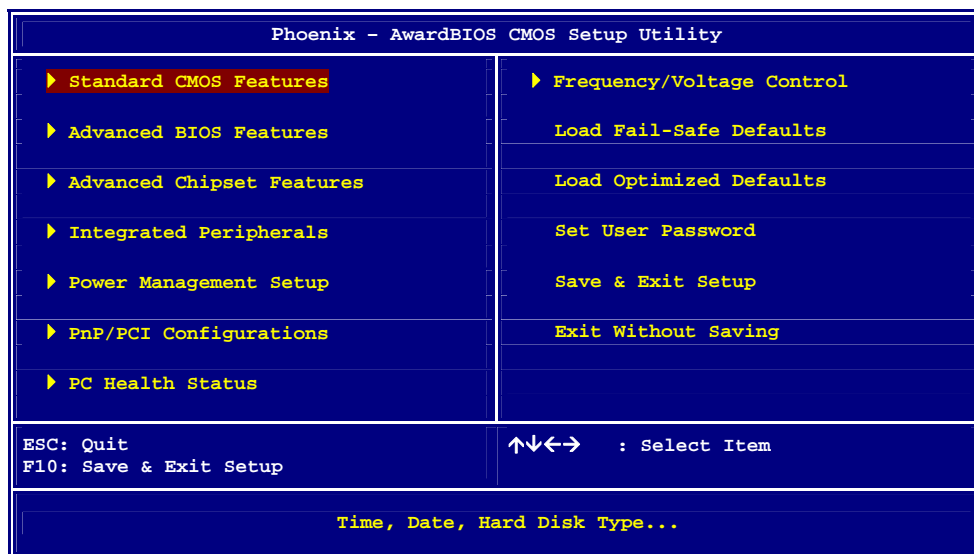 Phoenix – AwardBIOS CMOS Setup Utility
Standard CMOS Features
Advanced BIOS Features
Advanced Chipset Features
Integrated Peripherals
Power Management Setup
PnP/PCI Configurations
PC Health Status
Frequency/Voltage Control
Load Fail-Safe Defaults
Load Optimized Defaults
Set User Password
Save & Exit Setup
Exit Without Saving
ESC: Quit
F10: Save & Exit Setup
↑↓←→ : Select Item
Time, Date, Hard Disk Type...